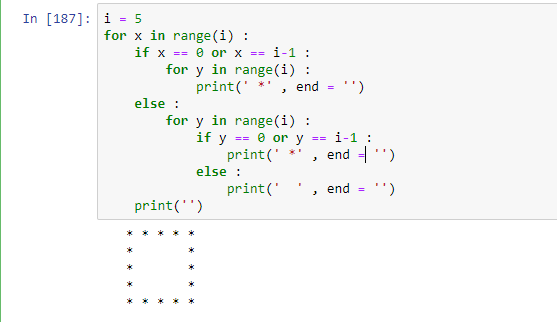 In [187]: i = 5
for x in range(i) :
    if x == 0 or x == i-1 :
        for y in range(i) :
            print(' *' , end = '')
    else :
        for y in range(i) :
            if y == 0 or y == i-1 :
                print(' *' , end = '')
            else :
                print('  ' , end = '')
    print('')
 * * * * *
 *       *
 *       *
 *       *
 * * * * *